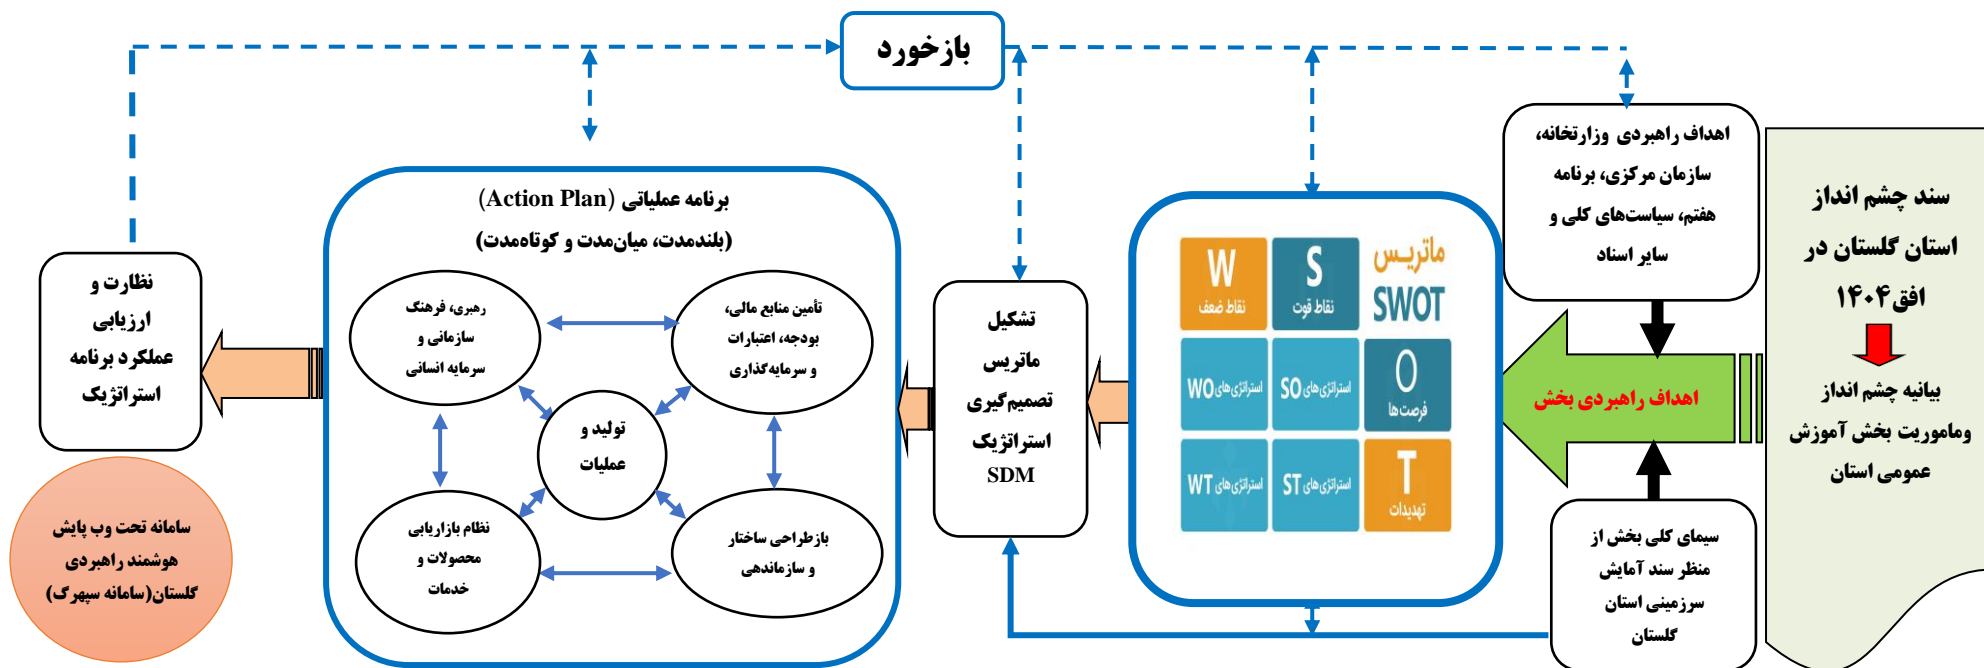 بازخورد
سند چشم انداز
استان گلستان در
افق ۱۴۰۴
بیانیه چشم انداز
وماموریت بخش آموزش
عمومی استان
اهداف راهبردی وزارتخانه،
سازمان مرکزی، برنامه
هفتم، سیاست‌های کلی و
سایر اسناد
اهداف راهبردی بخش
سیمای کلی بخش از
منظر سند آمایش
سرزمینی استان
گلستان
ماتریس
SWOT
S
نقاط قوت
W
نقاط ضعف
O
فرصت‌ها
استراتژی‌های SO
استراتژی‌های WO
T
تهدیدات
استراتژی‌های ST
استراتژی‌های WT
تشکیل
ماتریس
تصمیم‌گیری
استراتژیک
SDM
برنامه عملیاتی (Action Plan)
(بلندمدت، میان‌مدت و کوتاه‌مدت)
تأمین منابع مالی،
بودجه، اعتبارات
و سرمایه‌گذاری
رهبری، فرهنگ
سازمانی و
سرمایه انسانی
تولید و
عملیات
بازطراحی ساختار
و سازماندهی
نظام بازاریابی
محصولات و
خدمات
نظارت و
ارزیابی
عملکرد برنامه
استراتژیک
سامانه تحت وب پایش
هوشمند راهبردی
گلستان(سامانه سپهرگ)